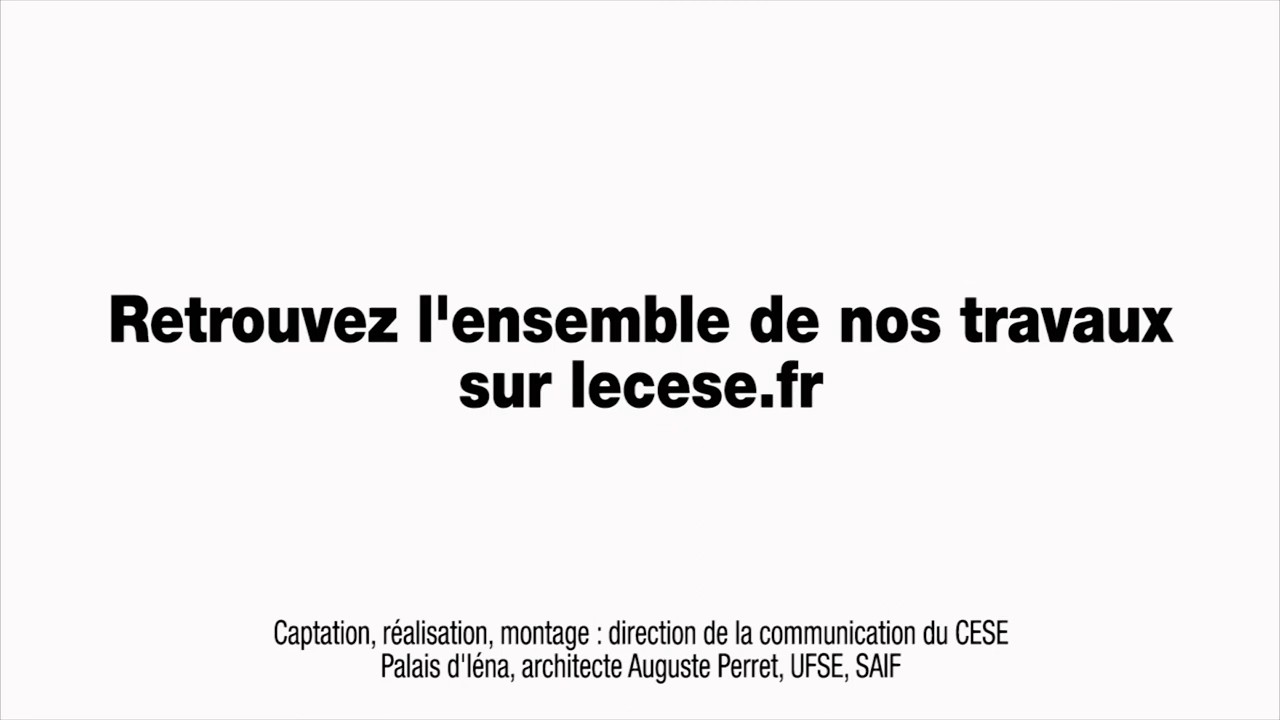 Retrouvez l'ensemble de nos travaux
sur lecese.fr
Captation, réalisation, montage : direction de la communication du CESE
Palais d'Iéna, architecte Auguste Perret, UFSE, SAIF